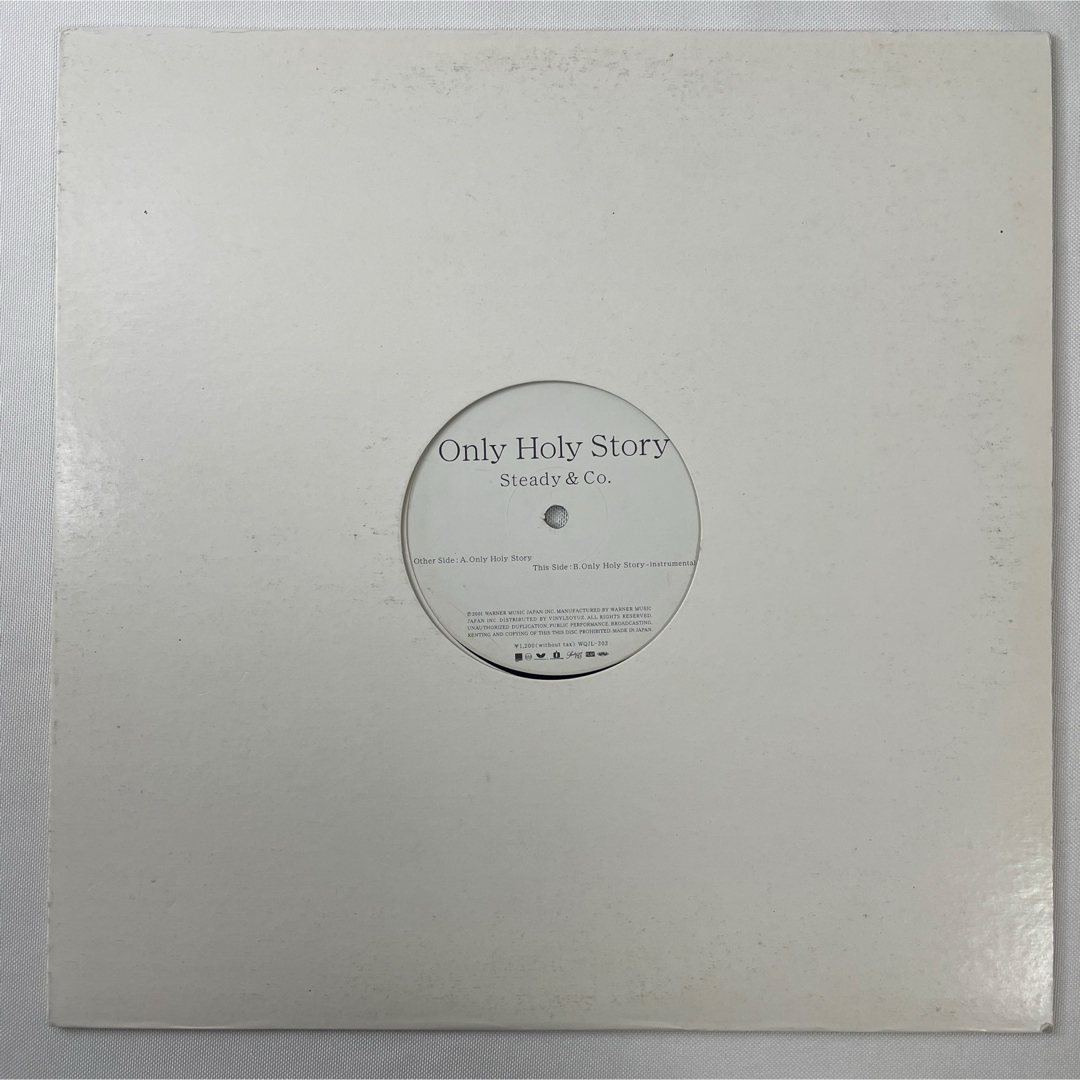 Only Holy Story
Steady & Co.
Other Side : A. Only Holy Story
This Side : B. Only Holy Story -instrumental
℗2001 WARNER MUSIC JAPAN INC. MANUFACTURED BY WARNER MUSIC
JAPAN INC. DISTRIBUTED BY VINYLSOYUZ. ALL RIGHTS RESERVED.
UNAUTHORIZED DUPLICATION, PUBLIC PERFORMANCE, BROADCASTING,
RENTING AND COPYING OF THIS THIS DISC PROHIBITED. MADE IN JAPAN
¥1,200(without tax) WQJL-302